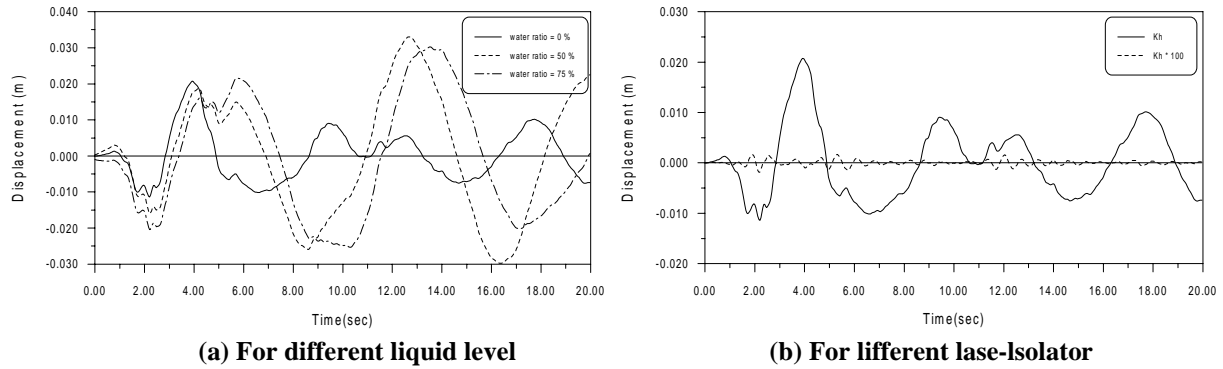 0.040
0.030
0.020
0.010
0.000
-0.010
-0.020
-0.030
Displacement (m)
water ratio = 0 %
water ratio = 50 %
water ratio = 75 %
0.00 2.00 4.00 6.00 8.00 10.00 12.00 14.00 16.00 18.00 20.00
Time(sec)
(a) For different liquid level
0.030
0.020
0.010
0.000
-0.010
-0.020
Displacement (m)
Kh
Kh * 100
0.00 2.00 4.00 6.00 8.00 10.00 12.00 14.00 16.00 18.00 20.00
Time(sec)
(b) For lifferent lase-lsolator